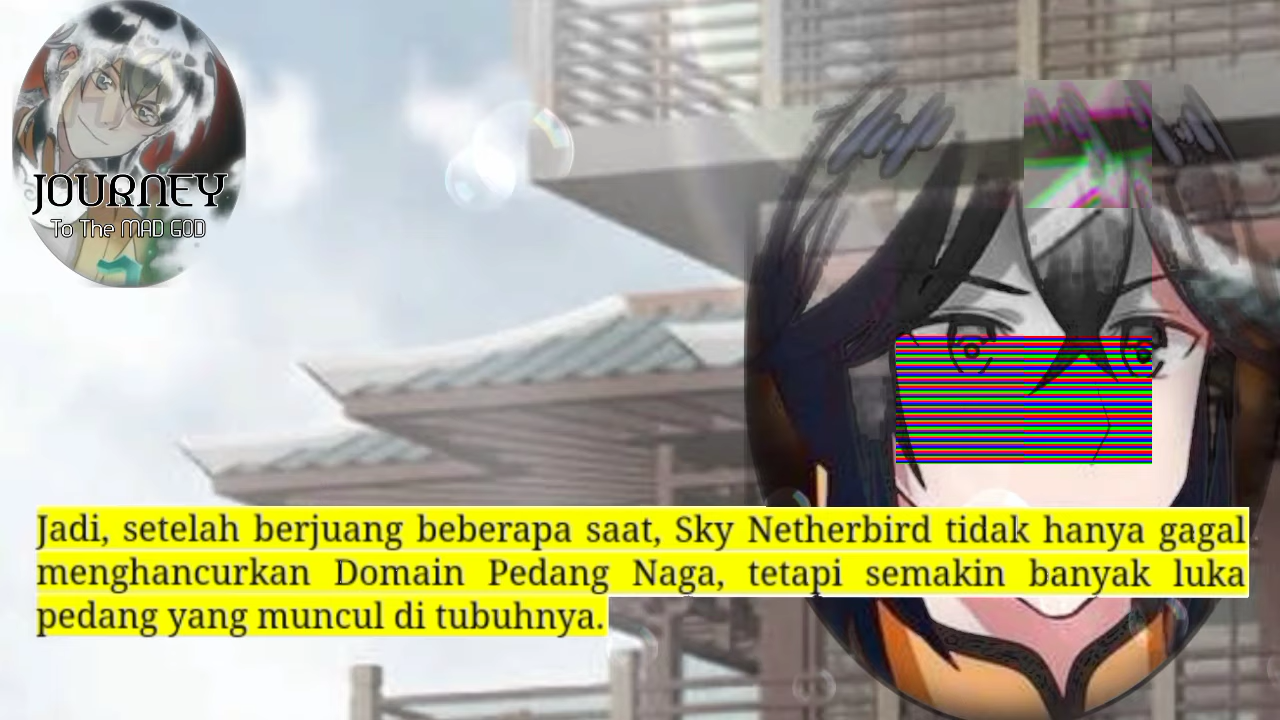 JOURNEY
To The MAD GOD
Jadi, setelah berjuang beberapa saat, Sky Netherbird tidak hanya gagal
menghancurkan Domain Pedang Naga, tetapi semakin banyak luka
pedang yang muncul di tubuhnya.